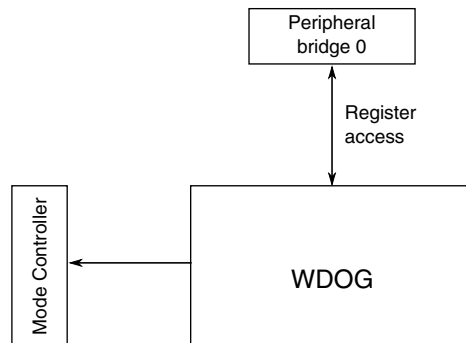 Peripheral
bridge 0
Register
access
Mode Controller
WDOG